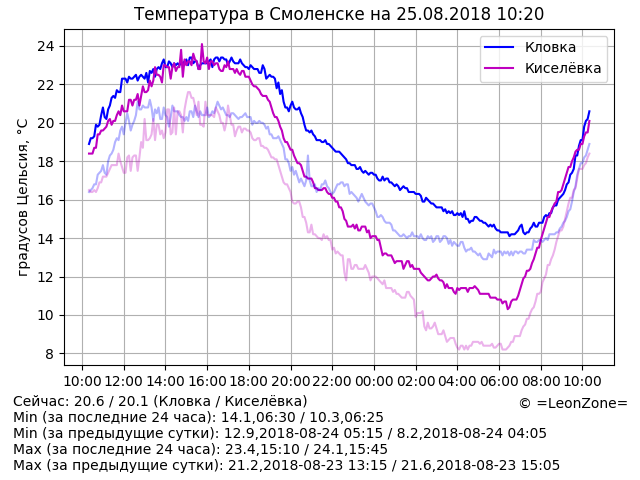 Температура в Смоленске на 25.08.2018 10:20
Кловка
Киселёвка
градусов Цельсия, °C
24
22
20
18
16
14
12
10
8
10:00 12:00 14:00 16:00 18:00 20:00 22:00 00:00 02:00 04:00 06:00 08:00 10:00
Сейчас: 20.6 / 20.1 (Кловка / Киселёвка)
© =LeonZone=
Min (за последние 24 часа): 14.1,06:30 / 10.3,06:25
Min (за предыдущие сутки): 12.9,2018-08-24 05:15 / 8.2,2018-08-24 04:05
Max (за последние 24 часа): 23.4,15:10 / 24.1,15:45
Max (за предыдущие сутки): 21.2,2018-08-23 13:15 / 21.6,2018-08-23 15:05